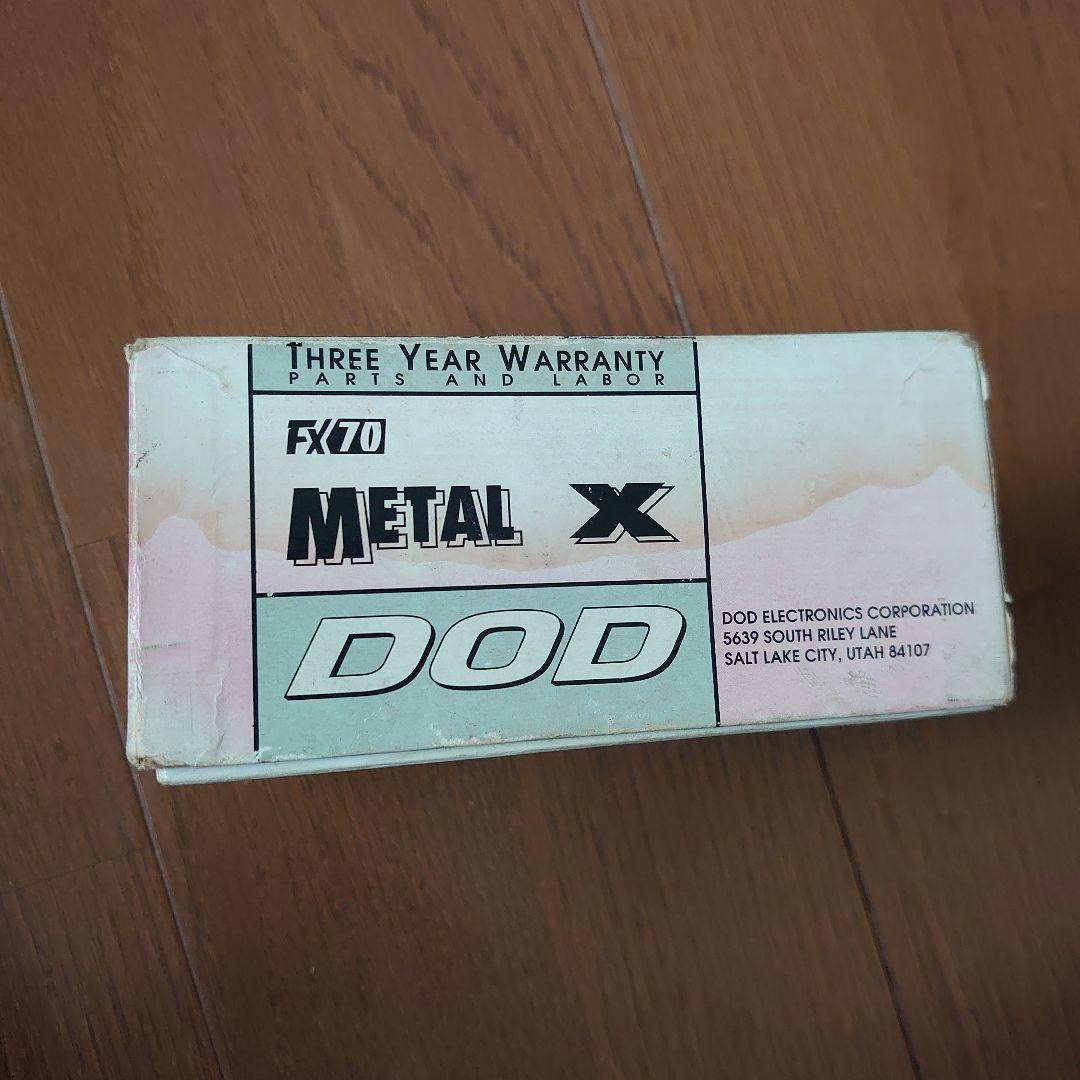 THREE YEAR WARRANTY
PARTS AND LABOR
FX70
METAL X
DOD
DOD ELECTRONICS CORPORATION
5639 SOUTH RILEY LANE
SALT LAKE CITY, UTAH 84107